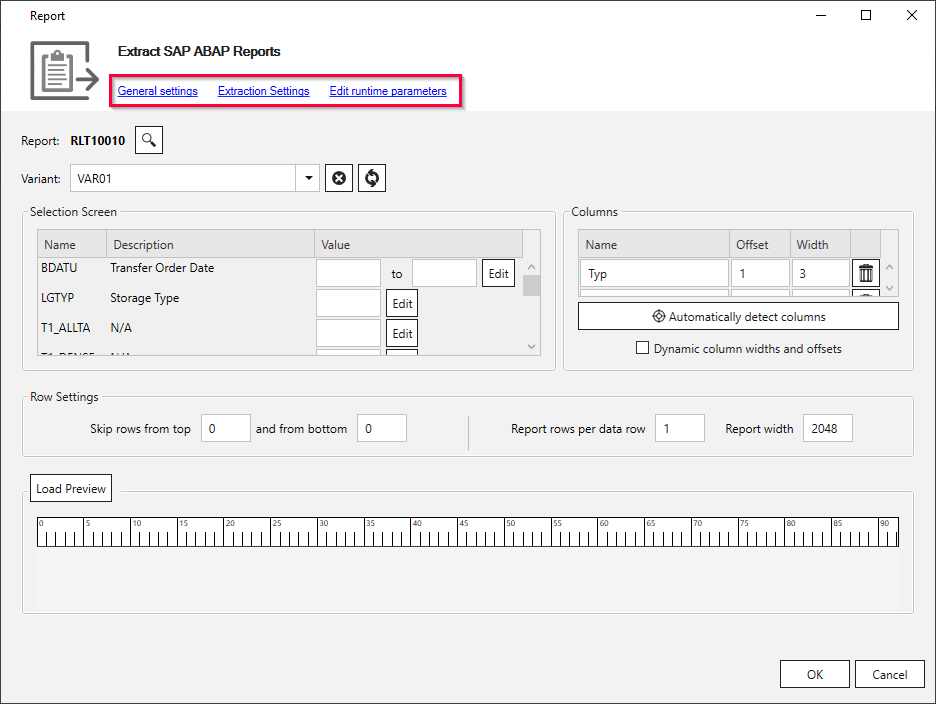 Report
Extract SAP ABAP Reports
General settings Extraction Settings Edit runtime parameters
Report: RLT10010
Variant: VAR01
Selection Screen
Name Description Value
BDATU Transfer Order Date to Edit
LGTYP Storage Type Edit
T1_ALLTA N/A Edit
Columns
Name Offset Width
Typ 1 3
Automatically detect columns
Dynamic column widths and offsets
Row Settings
Skip rows from top 0 and from bottom 0 Report rows per data row 1 Report width 2048
Load Preview
0 5 10 15 20 25 30 35 40 45 50 55 60 65 70 75 80 85 90
OK Cancel